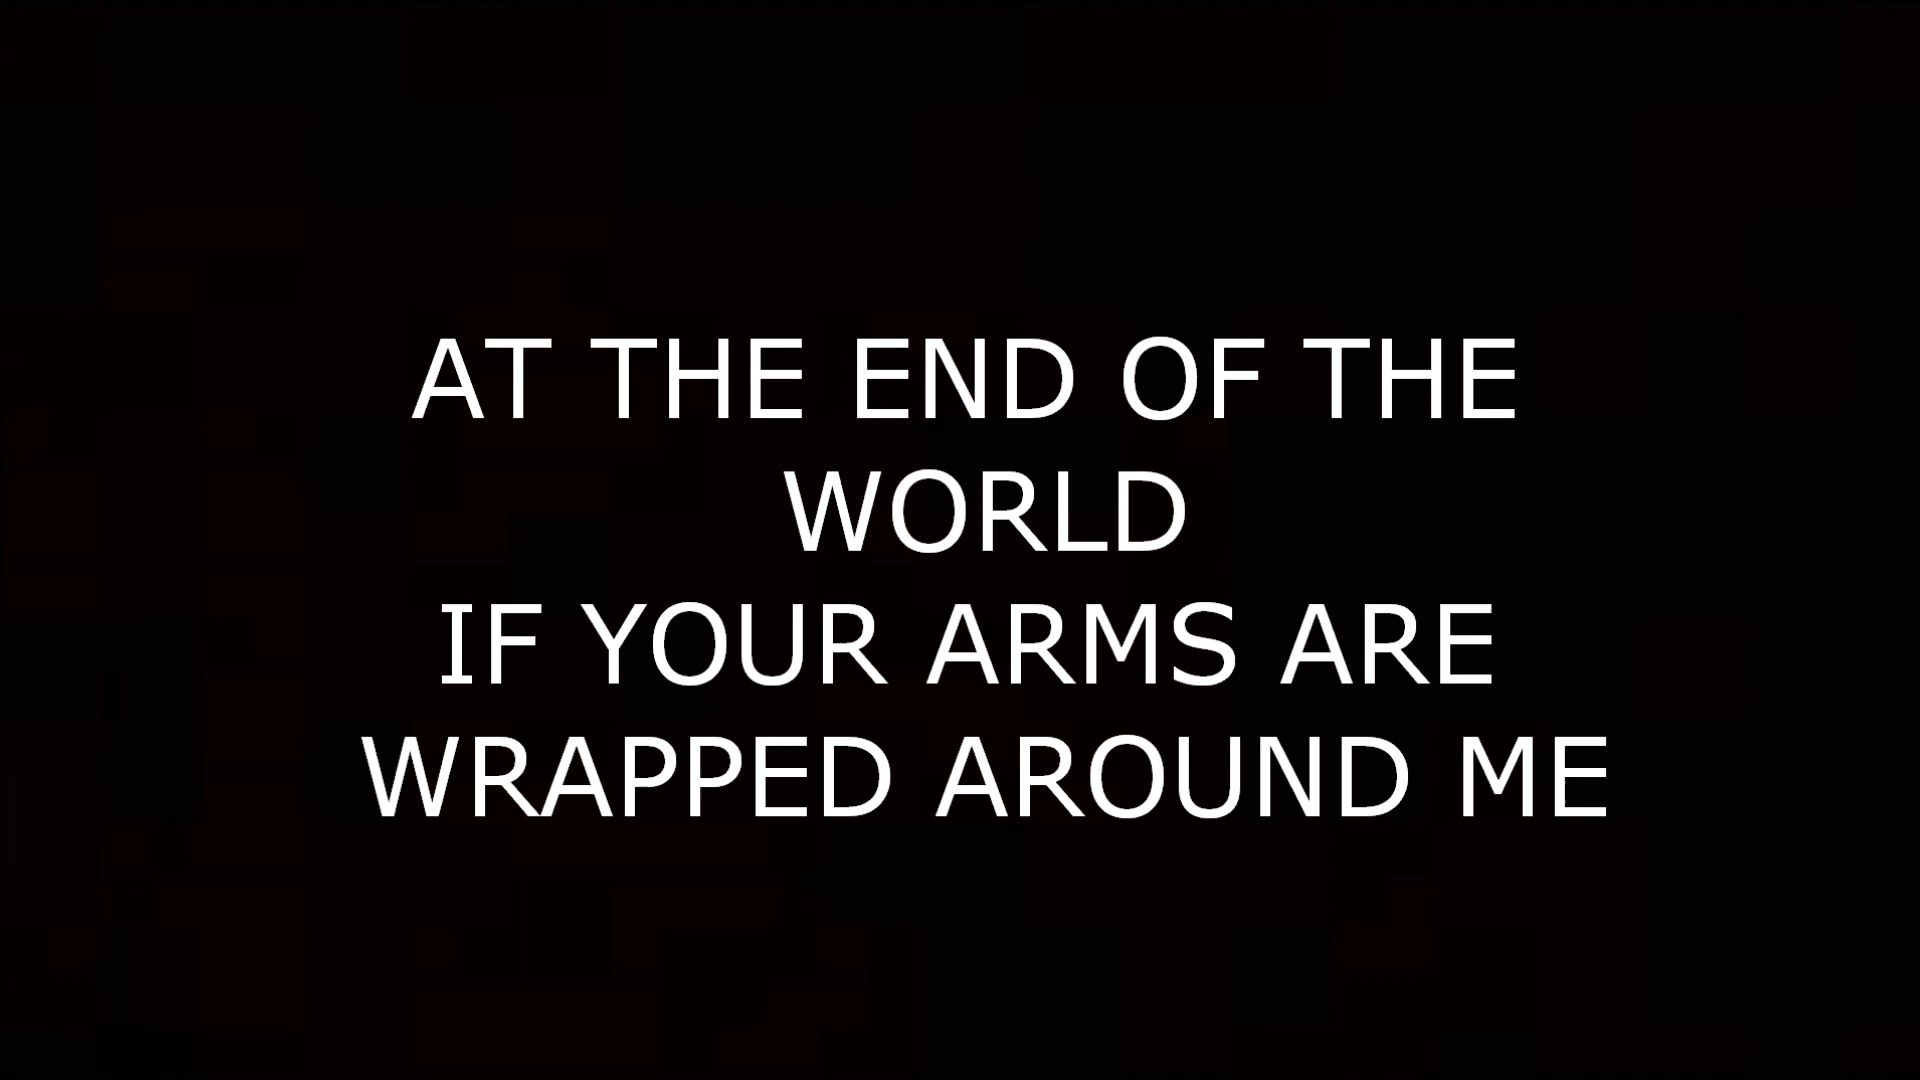 AT THE END OF THE
WORLD
IF YOUR ARMS ARE
WRAPPED AROUND ME